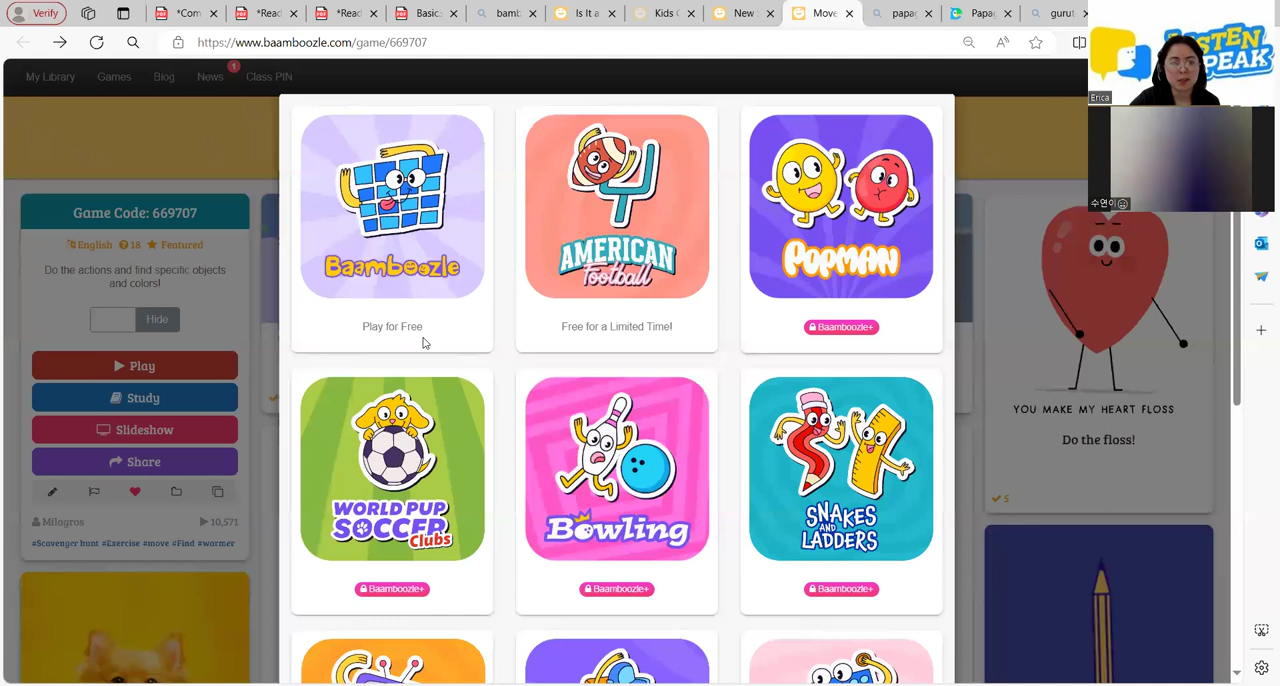 Verify
*Com
*Read
*Read
Basic
bamb
Is It a
Kids G
New
Move
papag
Papag
gurut
https://www.baamboozle.com/game/669707
LISTEN
SPEAK
Erica
수연이
My Library
Games
Blog
News
1
Class PIN
Game Code: 669707
English
18
Featured
Do the actions and find specific objects
and colors!
Hide
Play
Study
Slideshow
Share
Milagros
10,571
#Scavenger hunt #Exercise #move #Find #warmer
Baamboozle
Play for Free
AMERICAN
Football
Free for a Limited Time!
POPMAN
Baamboozle+
WORLD PUP
SOCCER
Clubs
Baamboozle+
Bowling
Baamboozle+
SNAKES
AND
LADDERS
Baamboozle+
YOU MAKE MY HEART FLOSS
Do the floss!
5